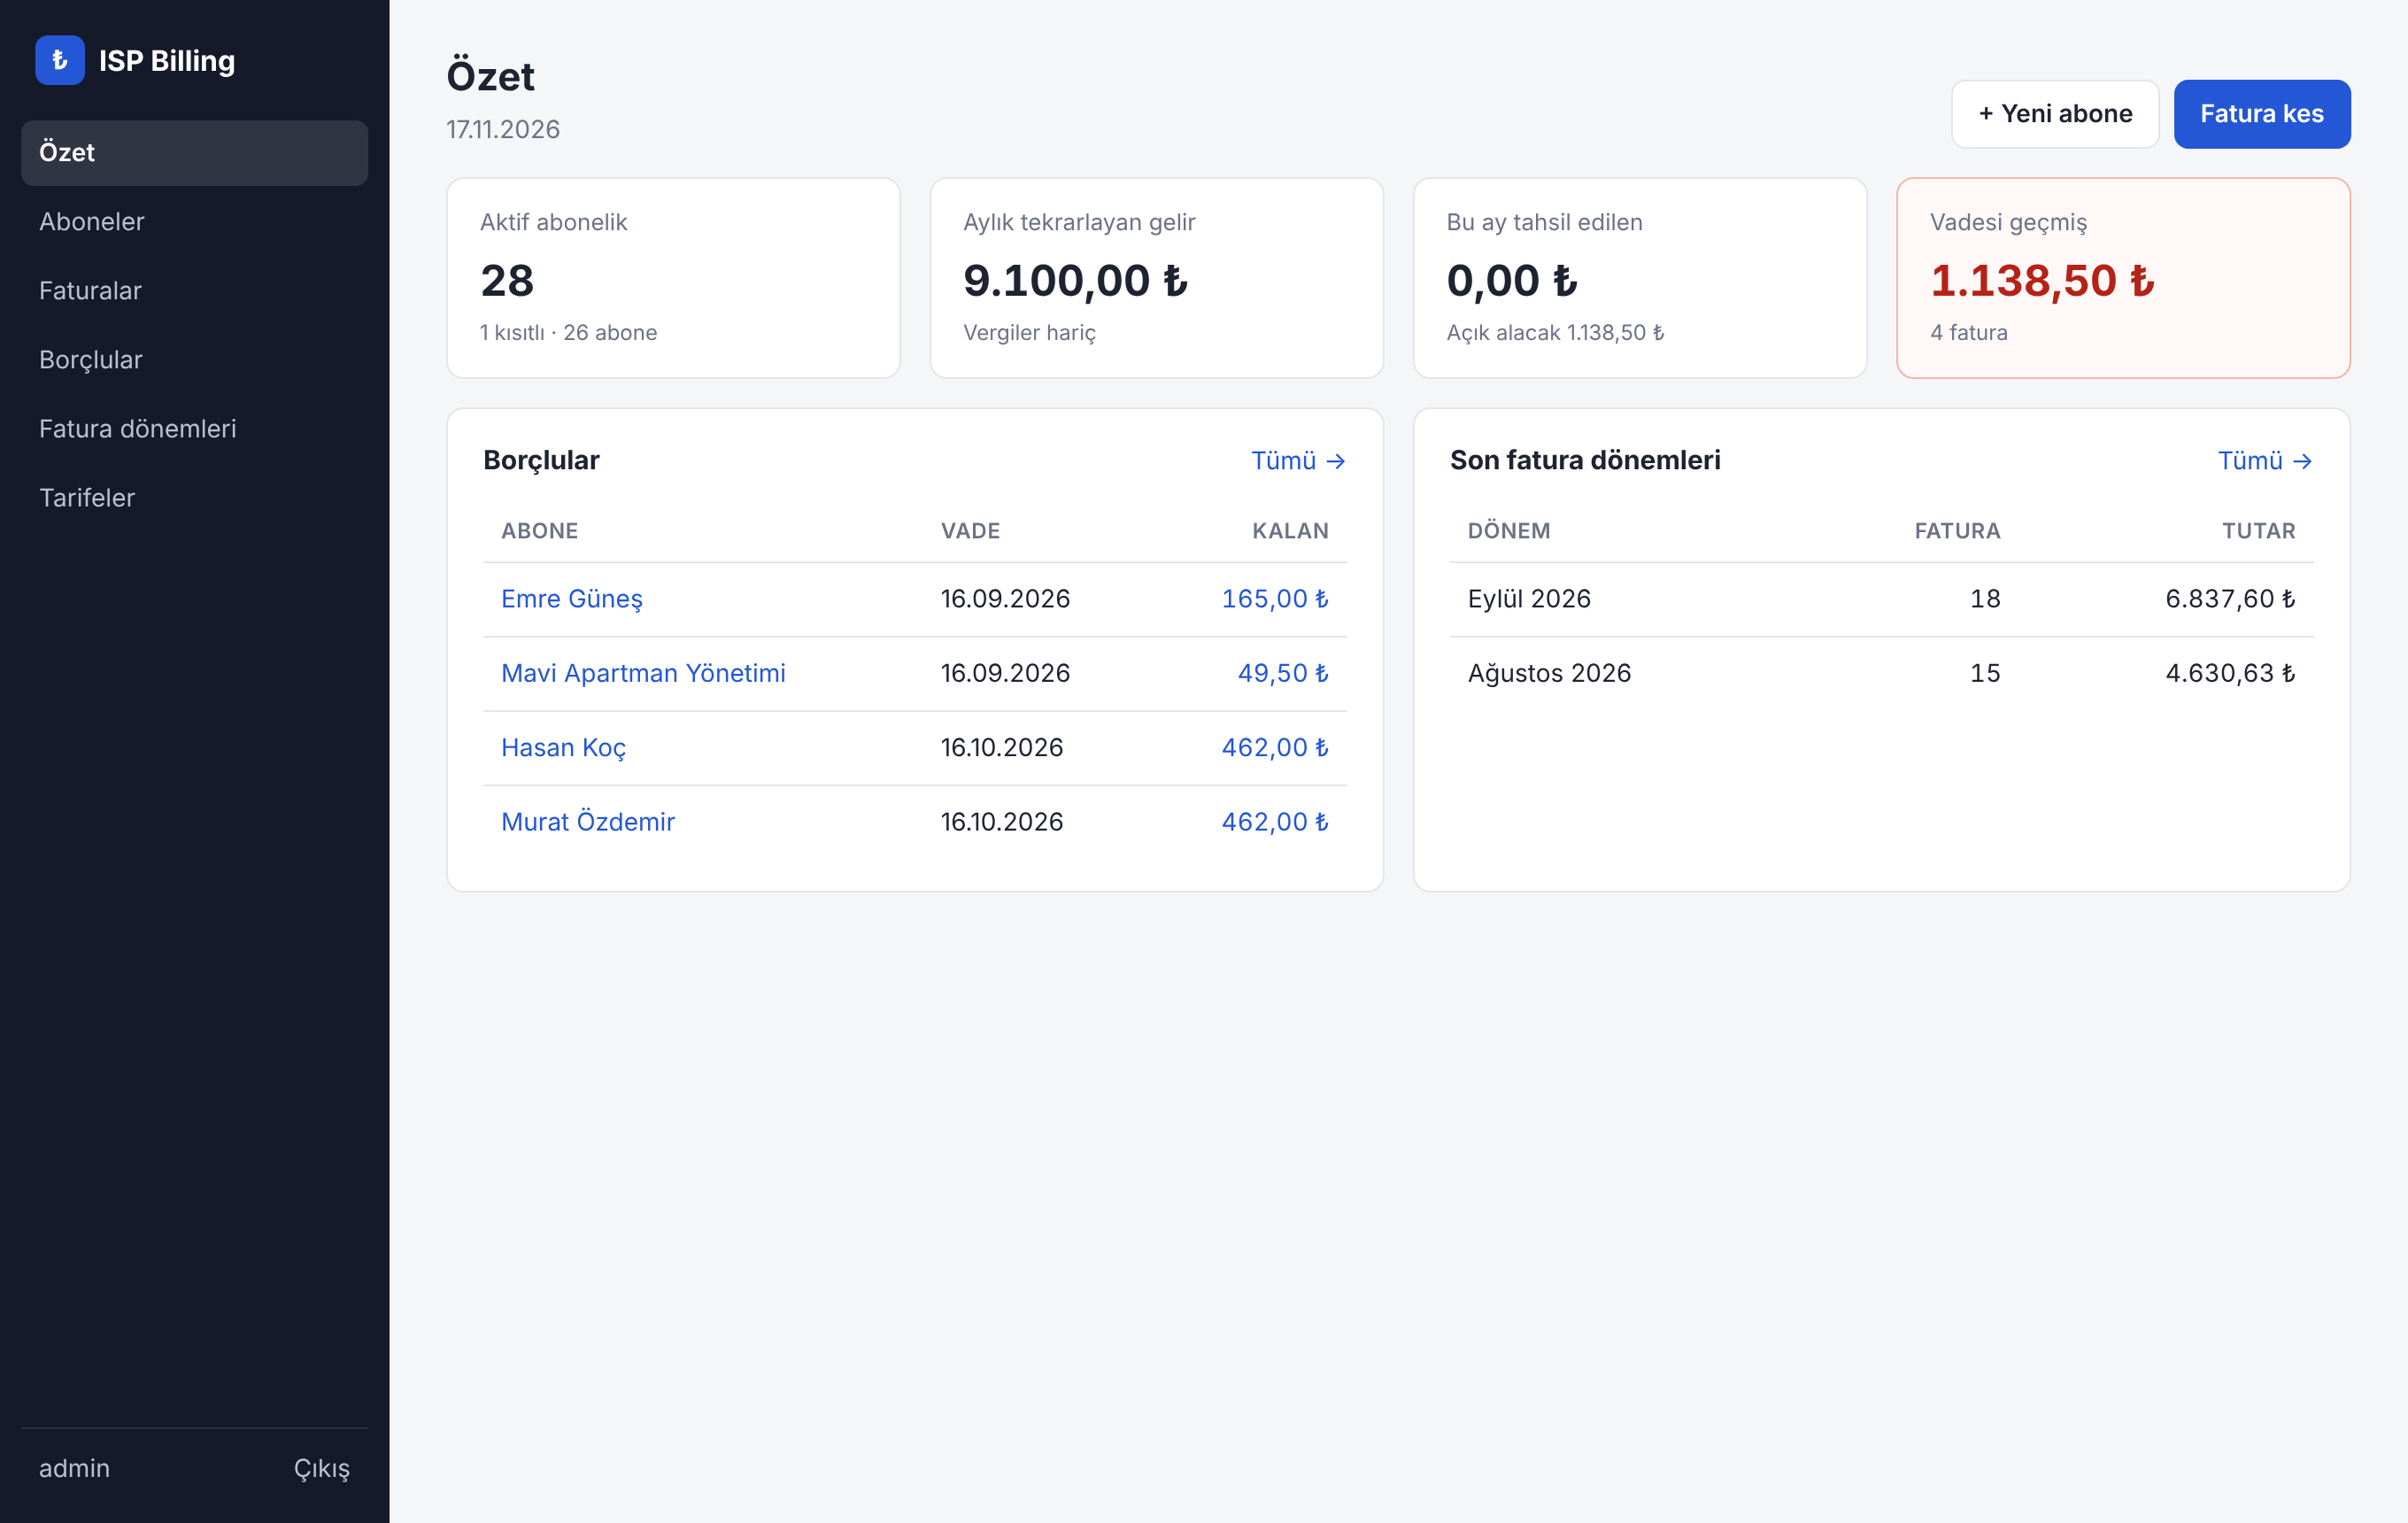 ₺ ISP Billing
Özet
Aboneler
Faturalar
Borçlular
Fatura dönemleri
Tarifeler
admin Çıkış
Özet
17.11.2026
+ Yeni abone Fatura kes
Aktif abonelik
28
1 kısıtlı · 26 abone
Aylık tekrarlayan gelir
9.100,00 ₺
Vergiler hariç
Bu ay tahsil edilen
0,00 ₺
Açık alacak 1.138,50 ₺
Vadesi geçmiş
1.138,50 ₺
4 fatura
Borçlular Tümü →
ABONE VADE KALAN
Emre Güneş 16.09.2026 165,00 ₺
Mavi Apartman Yönetimi 16.09.2026 49,50 ₺
Hasan Koç 16.10.2026 462,00 ₺
Murat Özdemir 16.10.2026 462,00 ₺
Son fatura dönemleri Tümü →
DÖNEM FATURA TUTAR
Eylül 2026 18 6.837,60 ₺
Ağustos 2026 15 4.630,63 ₺